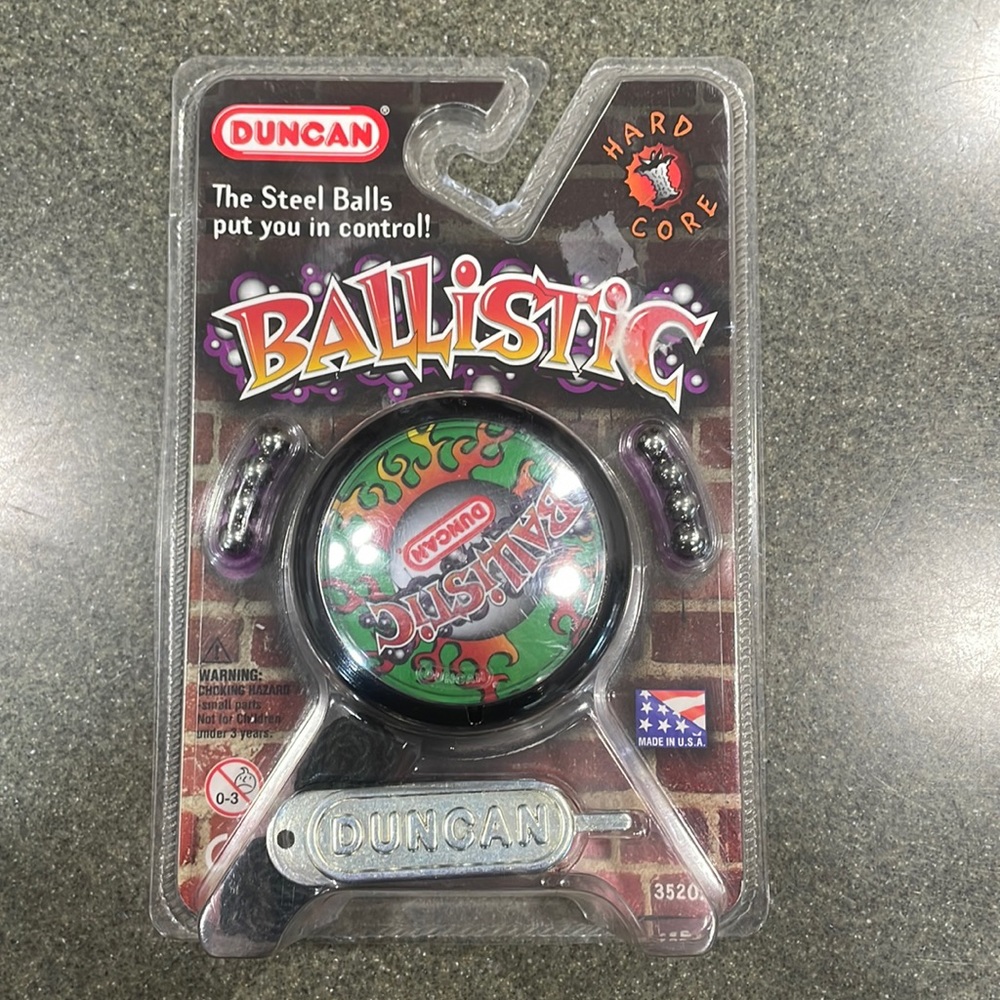 DUNCAN®
HARD
CORE
The Steel Balls
put you in control!
BALLiSTiC
DUNCAN
BALLiSTiC
DUNCAN
WARNING:
CHOKING HAZARD
-small parts
Not for Children
under 3 years.
MADE IN U.S.A.
0-3
DUNCAN
3520